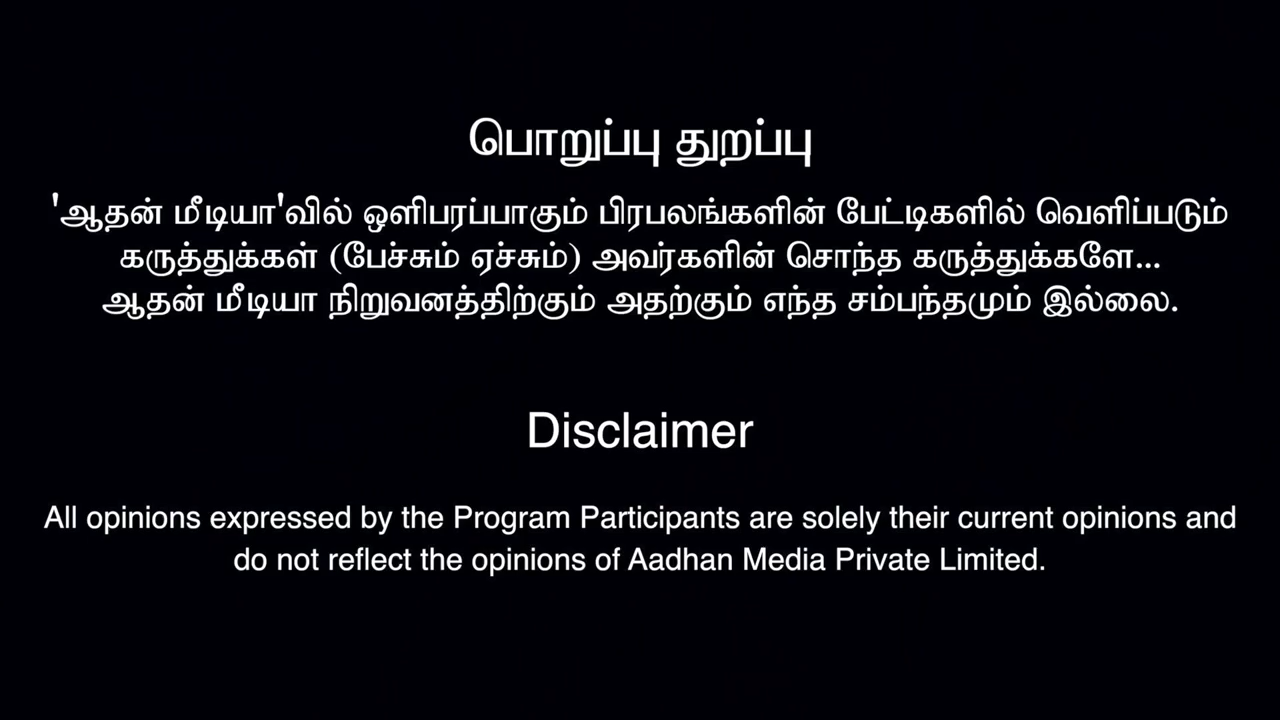 பொறுப்பு துறப்பு
'ஆதன் மீடியா'வில் ஒளிபரப்பாகும் பிரபலங்களின் பேட்டிகளில் வெளிப்படும்
கருத்துக்கள் (பேச்சும் ஏச்சும்) அவர்களின் சொந்த கருத்துக்களே...
ஆதன் மீடியா நிறுவனத்திற்கும் அதற்கும் எந்த சம்பந்தமும் இல்லை.
Disclaimer
All opinions expressed by the Program Participants are solely their current opinions and
do not reflect the opinions of Aadhan Media Private Limited.